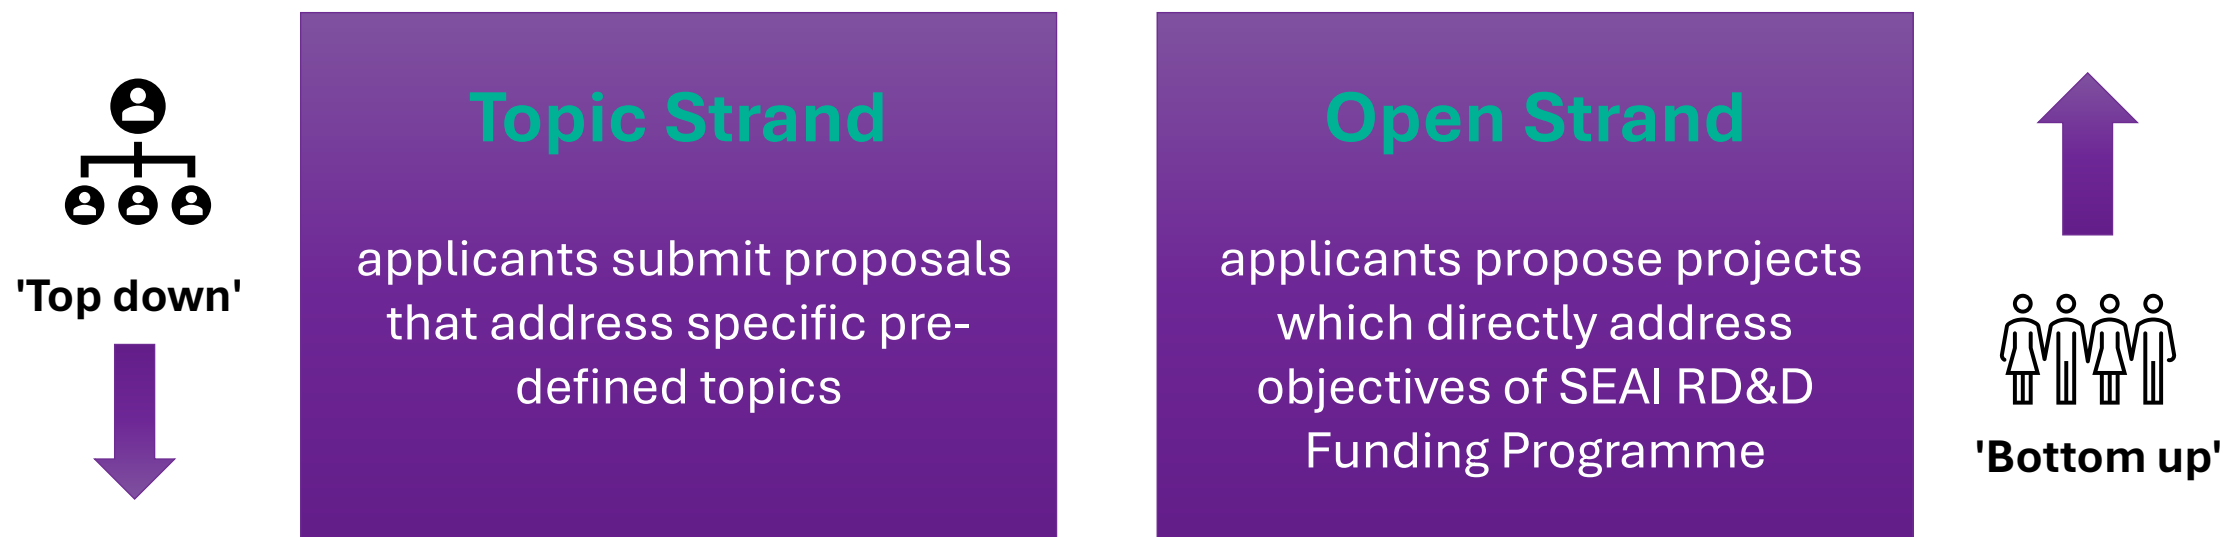 'Top down'
Topic Strand
applicants submit proposals
that address specific pre-
defined topics
Open Strand
applicants propose projects
which directly address
objectives of SEAI RD&D
Funding Programme
'Bottom up'